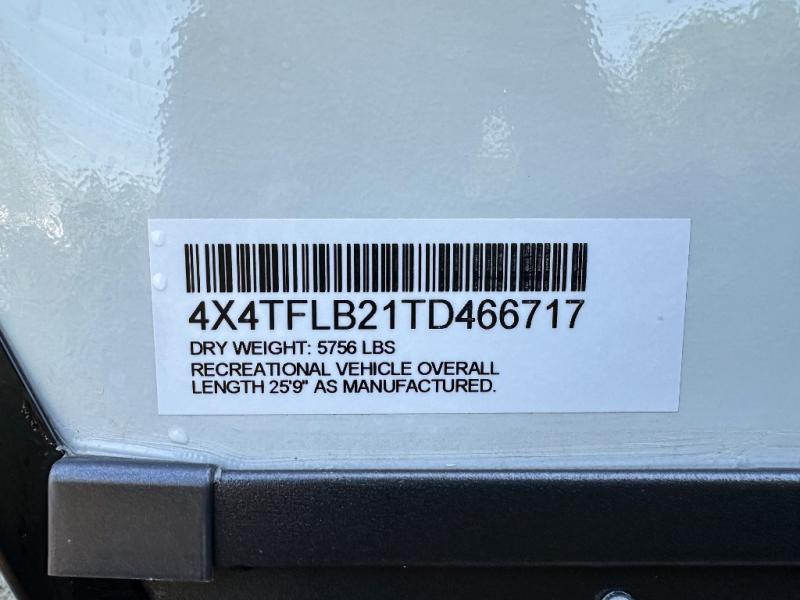 4X4TFLB21TD466717
DRY WEIGHT: 5756 LBS
RECREATIONAL VEHICLE OVERALL
LENGTH 25'9" AS MANUFACTURED.